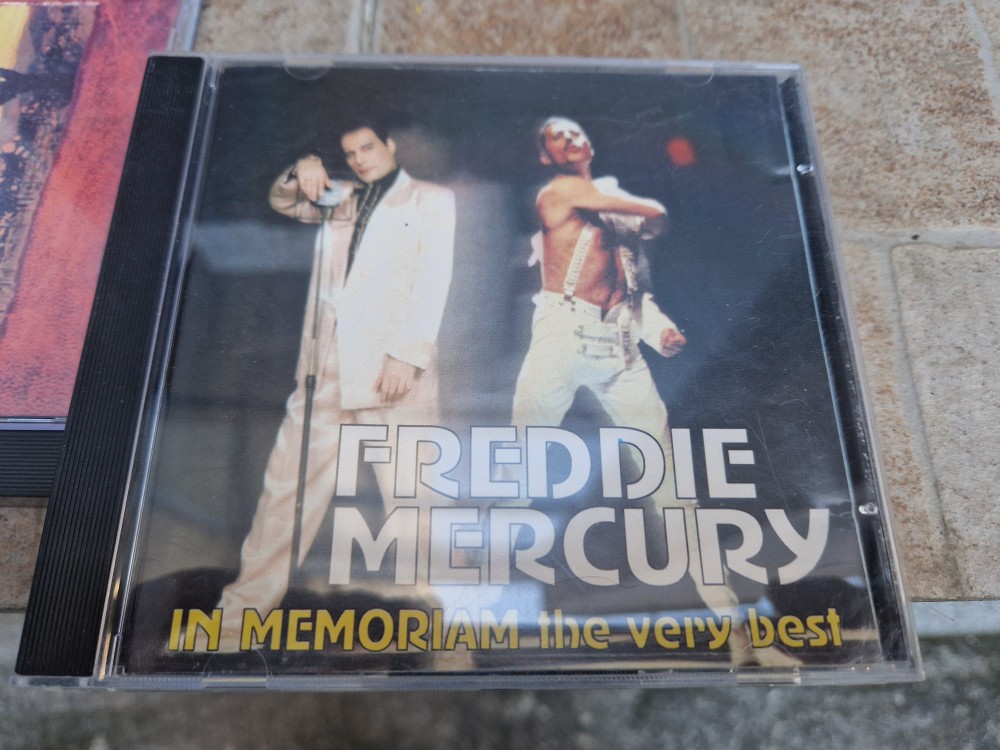 FREDDIE
MERCURY
IN MEMORIAM the very best